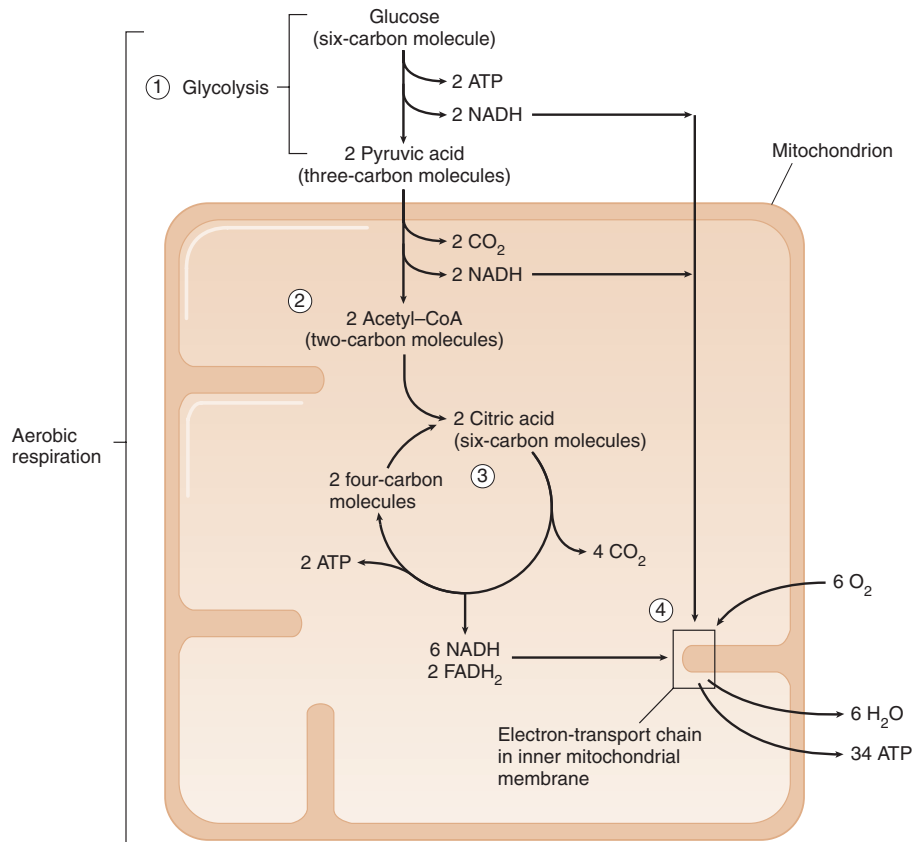 Glucose
(six-carbon molecule)
1 Glycolysis
2 ATP
2 NADH
2 Pyruvic acid
(three-carbon molecules)
Mitochondrion
2 CO₂
2 NADH
2
2 Acetyl–CoA
(two-carbon molecules)
2 Citric acid
(six-carbon molecules)
Aerobic
respiration
3
2 four-carbon
molecules
2 ATP
4 CO₂
6 O₂
4
6 NADH
2 FADH₂
6 H₂O
Electron-transport chain
in inner mitochondrial
membrane
34 ATP